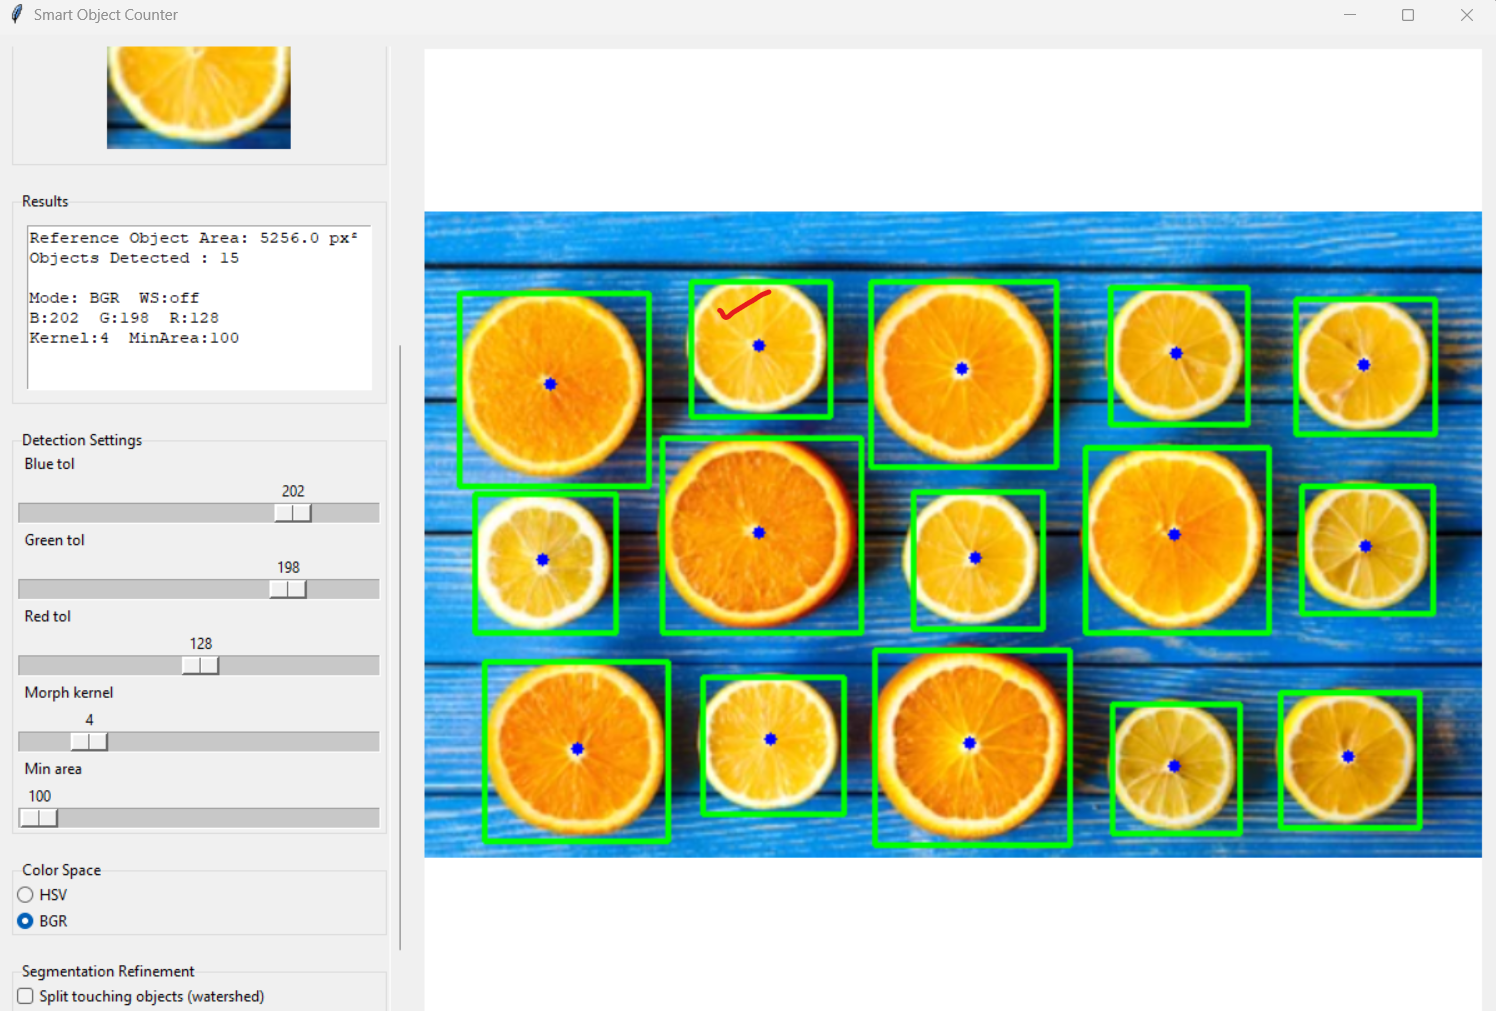 Smart Object Counter
Results
Reference Object Area: 5256.0 px²
Objects Detected : 15
Mode: BGR  WS:off
B:202  G:198  R:128
Kernel:4  MinArea:100
Detection Settings
Blue tol
202
Green tol
198
Red tol
128
Morph kernel
4
Min area
100
Color Space
HSV
BGR
Segmentation Refinement
Split touching objects (watershed)